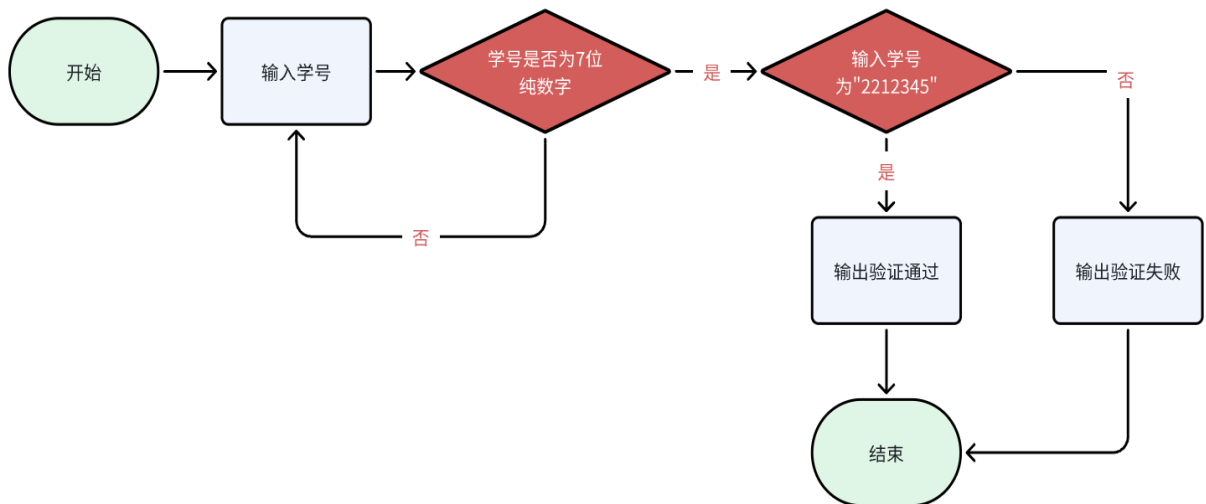 开始
输入学号
学号是否为7位
纯数字
是
输入学号
为"2212345"
否
是
否
输出验证通过
输出验证失败
结束